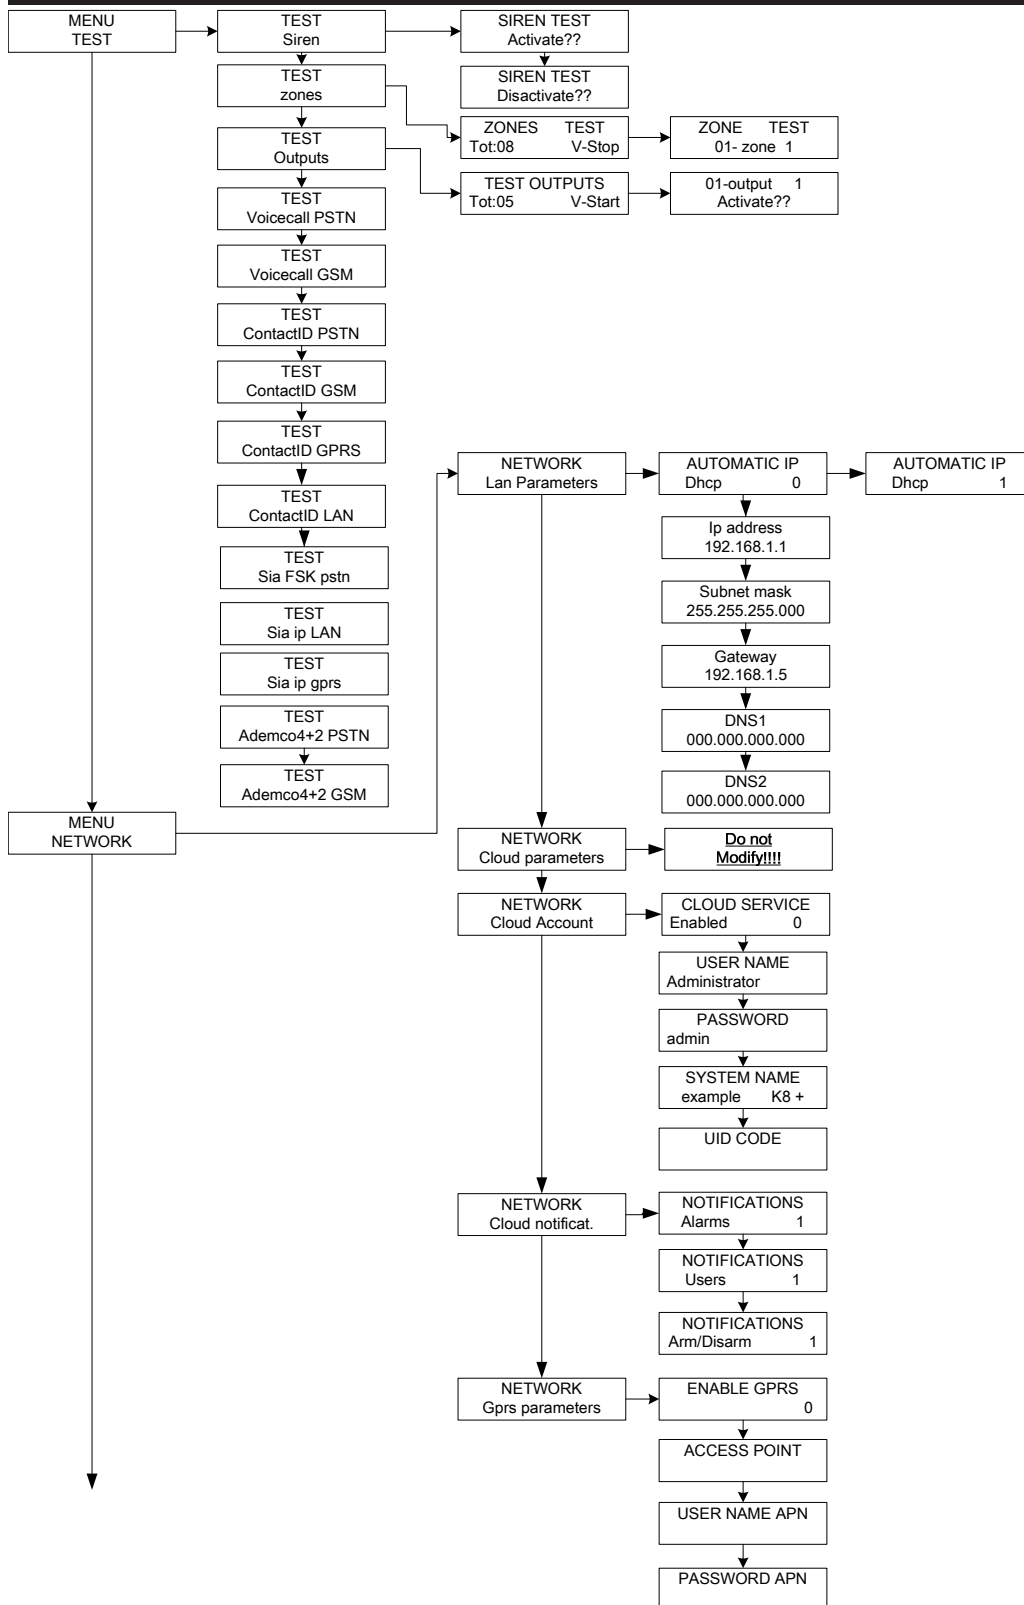 MENU
TEST
TEST
Siren
SIREN TEST
Activate??
SIREN TEST
Disactivate??
TEST
zones
ZONES TEST
Tot:08 V-Stop
ZONE TEST
01- zone 1
TEST
Outputs
TEST OUTPUTS
Tot:05 V-Start
01-output 1
Activate??
TEST
Voicecall PSTN
TEST
Voicecall GSM
TEST
ContactID PSTN
TEST
ContactID GSM
TEST
ContactID GPRS
TEST
ContactID LAN
TEST
Sia FSK pstn
TEST
Sia ip LAN
TEST
Sia ip gprs
TEST
Ademco4+2 PSTN
TEST
Ademco4+2 GSM
MENU
NETWORK
NETWORK
Lan Parameters
AUTOMATIC IP
Dhcp 0
AUTOMATIC IP
Dhcp 1
Ip address
192.168.1.1
Subnet mask
255.255.255.000
Gateway
192.168.1.5
DNS1
000.000.000.000
DNS2
000.000.000.000
NETWORK
Cloud parameters
Do not
Modify!!!!
NETWORK
Cloud Account
CLOUD SERVICE
Enabled 0
USER NAME
Administrator
PASSWORD
admin
SYSTEM NAME
example K8 +
UID CODE
NETWORK
Cloud notificat.
NOTIFICATIONS
Alarms 1
NOTIFICATIONS
Users 1
NOTIFICATIONS
Arm/Disarm 1
NETWORK
Gprs parameters
ENABLE GPRS
0
ACCESS POINT
USER NAME APN
PASSWORD APN